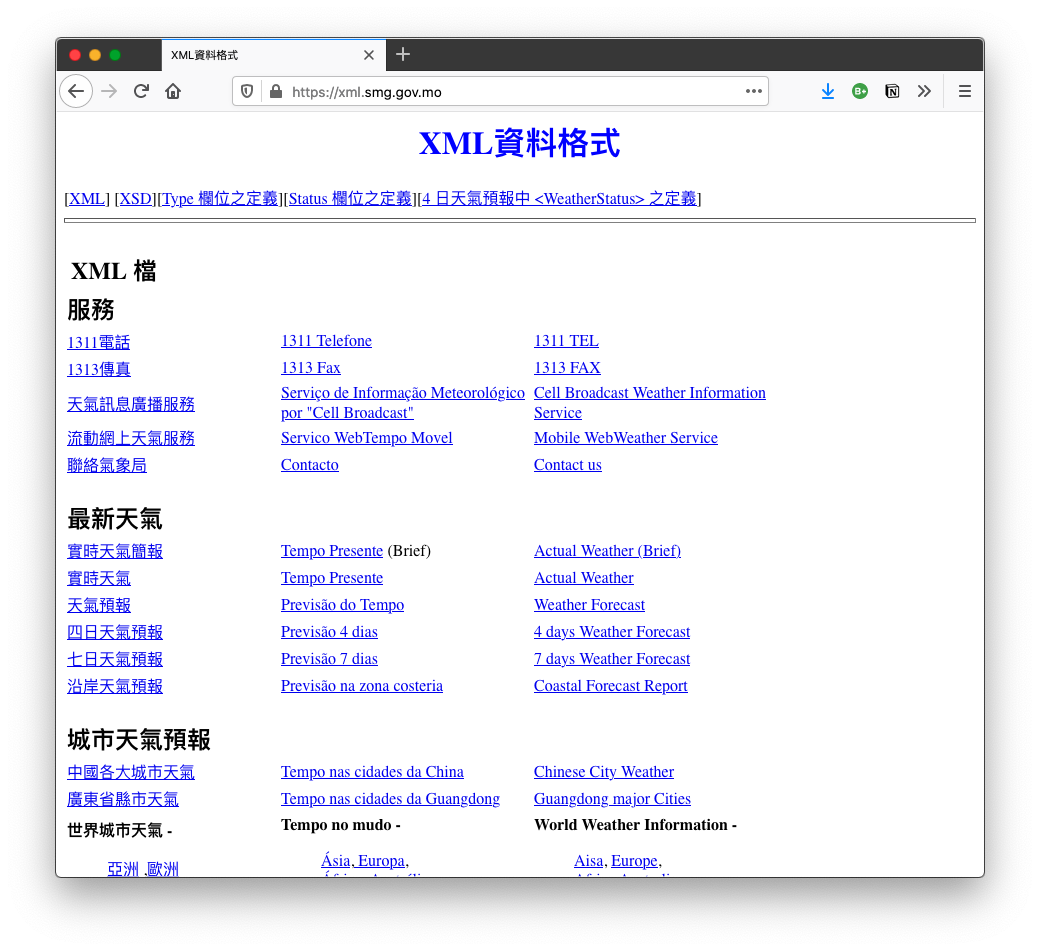 XML資料格式
https://xml.smg.gov.mo
XML資料格式
[XML] [XSD][Type 欄位之定義][Status 欄位之定義][4 日天氣預報中 <WeatherStatus> 之定義]
XML 檔
服務
1311電話 1311 Telefone 1311 TEL
1313傳真 1313 Fax 1313 FAX
天氣訊息廣播服務 Serviço de Informação Meteorológico Cell Broadcast Weather Information
por "Cell Broadcast" Service
流動網上天氣服務 Servico WebTempo Movel Mobile WebWeather Service
聯絡氣象局 Contacto Contact us
最新天氣
實時天氣簡報 Tempo Presente (Brief) Actual Weather (Brief)
實時天氣 Tempo Presente Actual Weather
天氣預報 Previsão do Tempo Weather Forecast
四日天氣預報 Previsão 4 dias 4 days Weather Forecast
七日天氣預報 Previsão 7 dias 7 days Weather Forecast
沿岸天氣預報 Previsão na zona costeria Coastal Forecast Report
城市天氣預報
中國各大城市天氣 Tempo nas cidades da China Chinese City Weather
廣東省縣市天氣 Tempo nas cidades da Guangdong Guangdong major Cities
世界城市天氣 - Tempo no mudo - World Weather Information -
亞洲 ,歐洲 Ásia, Europa, Aisa, Europe,